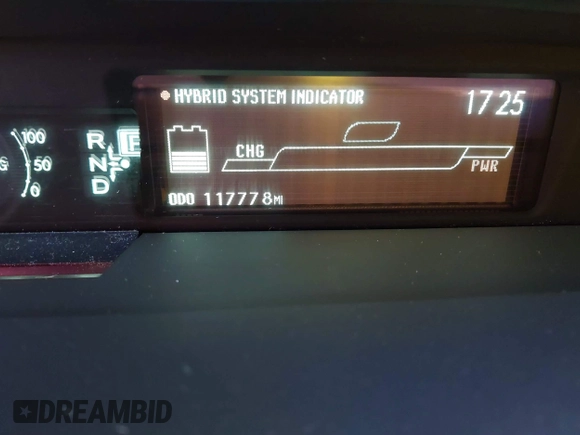 HYBRID SYSTEM INDICATOR 17 25
100
50
0
R
N
D
P
CHG
PWR
ODO 117778 MI
DREAMBID